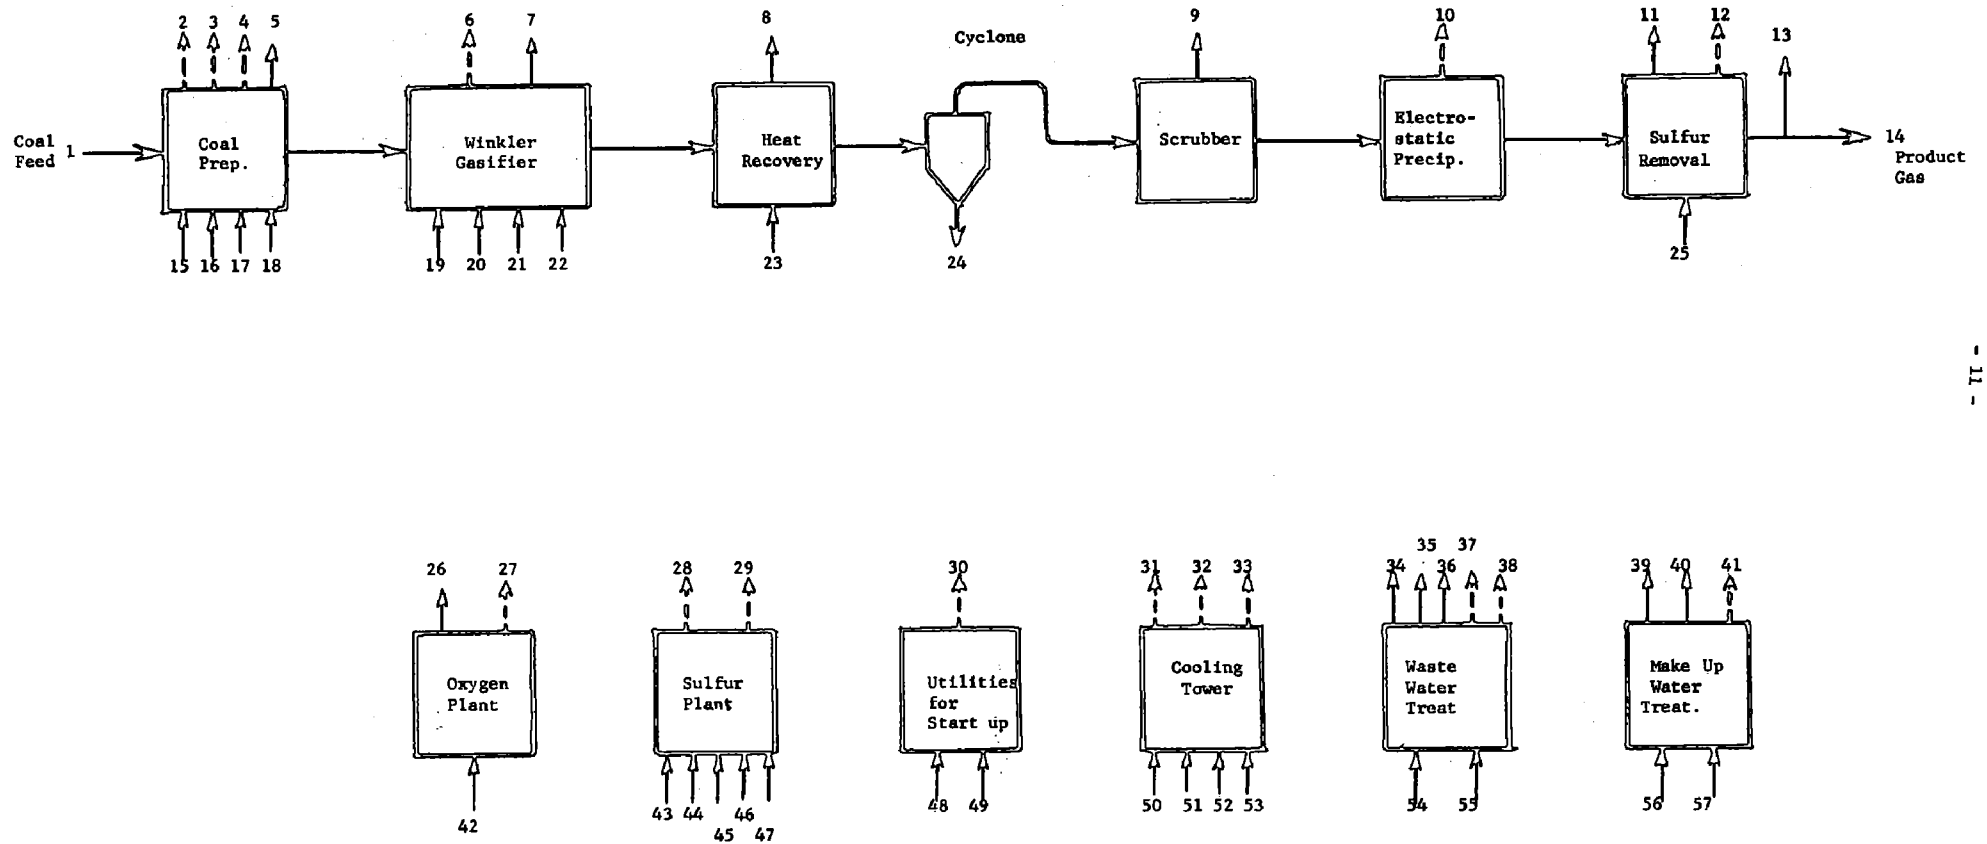 2 3 4 5 6 7 8 9 10 11 12 13
Cyclone
Coal
Feed 1
Coal
Prep.
Winkler
Gasifier
Heat
Recovery
Scrubber
Electro-
static
Precip.
Sulfur
Removal
14
Product
Gas
15 16 17 18 19 20 21 22 23 24 25
- 11 -
26 27 28 29 30 31 32 33 34 35 36 37 38 39 40 41
Oxygen
Plant
Sulfur
Plant
Utilities
for
Start up
Cooling
Tower
Waste
Water
Treat
Make Up
Water
Treat.
42 43 44 45 46 47 48 49 50 51 52 53 54 55 56 57